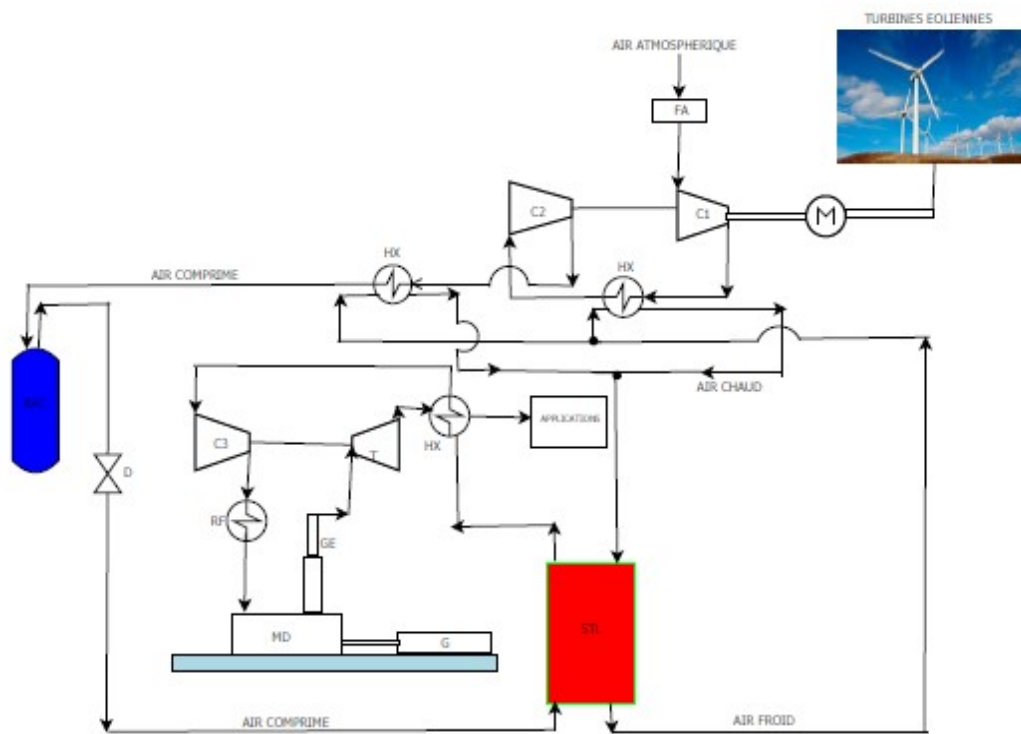 TURBINES EOLIENNES
AIR ATMOSPHERIQUE
FA
C2
C1
M
HX
HX
AIR COMPRIME
AIR CHAUD
APPLICATIONS
C3
T
HX
D
RF
GE
STL
MD
G
AIR COMPRIME
AIR FROID